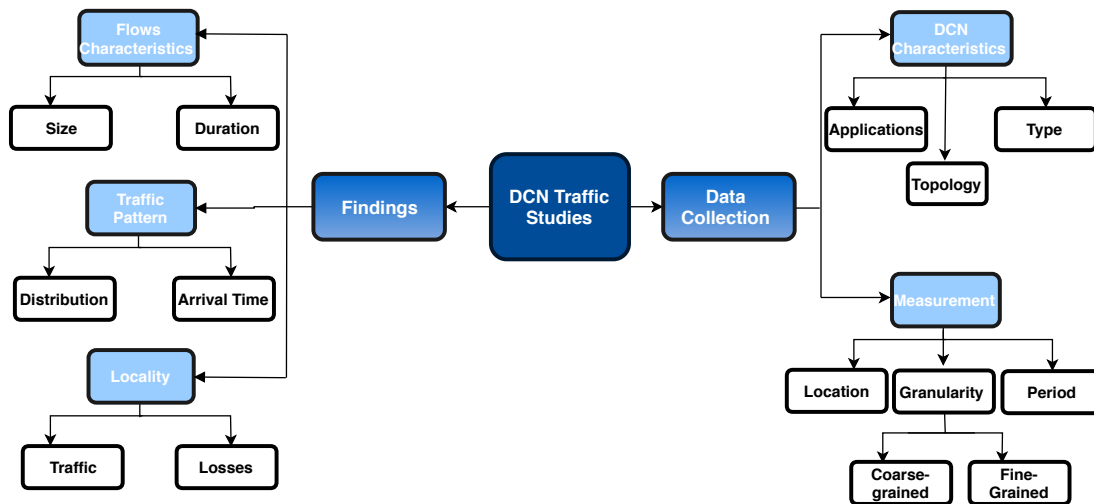 Flows
Characteristics
Size
Duration
Traffic
Pattern
Distribution
Arrival Time
Locality
Traffic
Losses
Findings
DCN Traffic
Studies
Data
Collection
DCN
Characteristics
Applications
Type
Topology
Measurement
Location
Granularity
Period
Coarse-
grained
Fine-
Grained